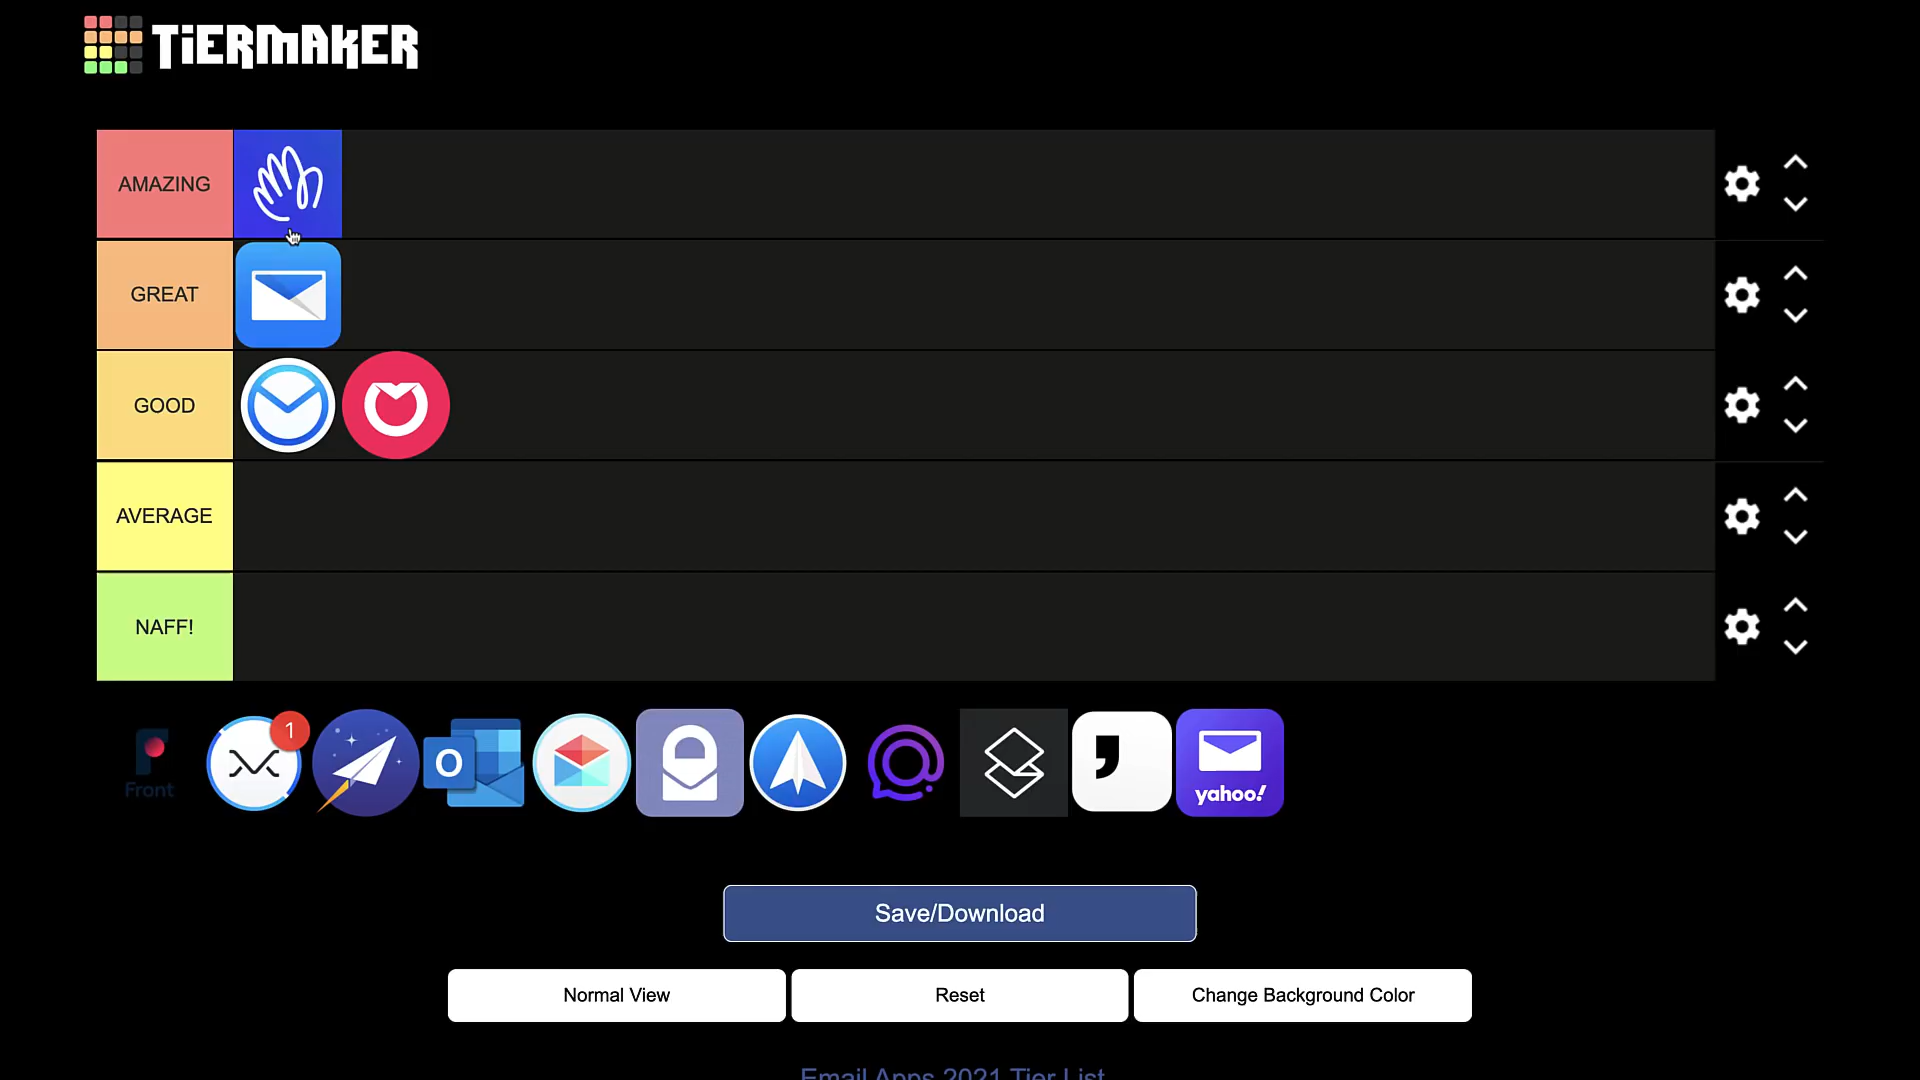 TiERMAKER
AMAZING
GREAT
GOOD
AVERAGE
NAFF!
Front
1
O
yahoo!
Save/Download
Normal View
Reset
Change Background Color
Email Apps 2021 Tier List